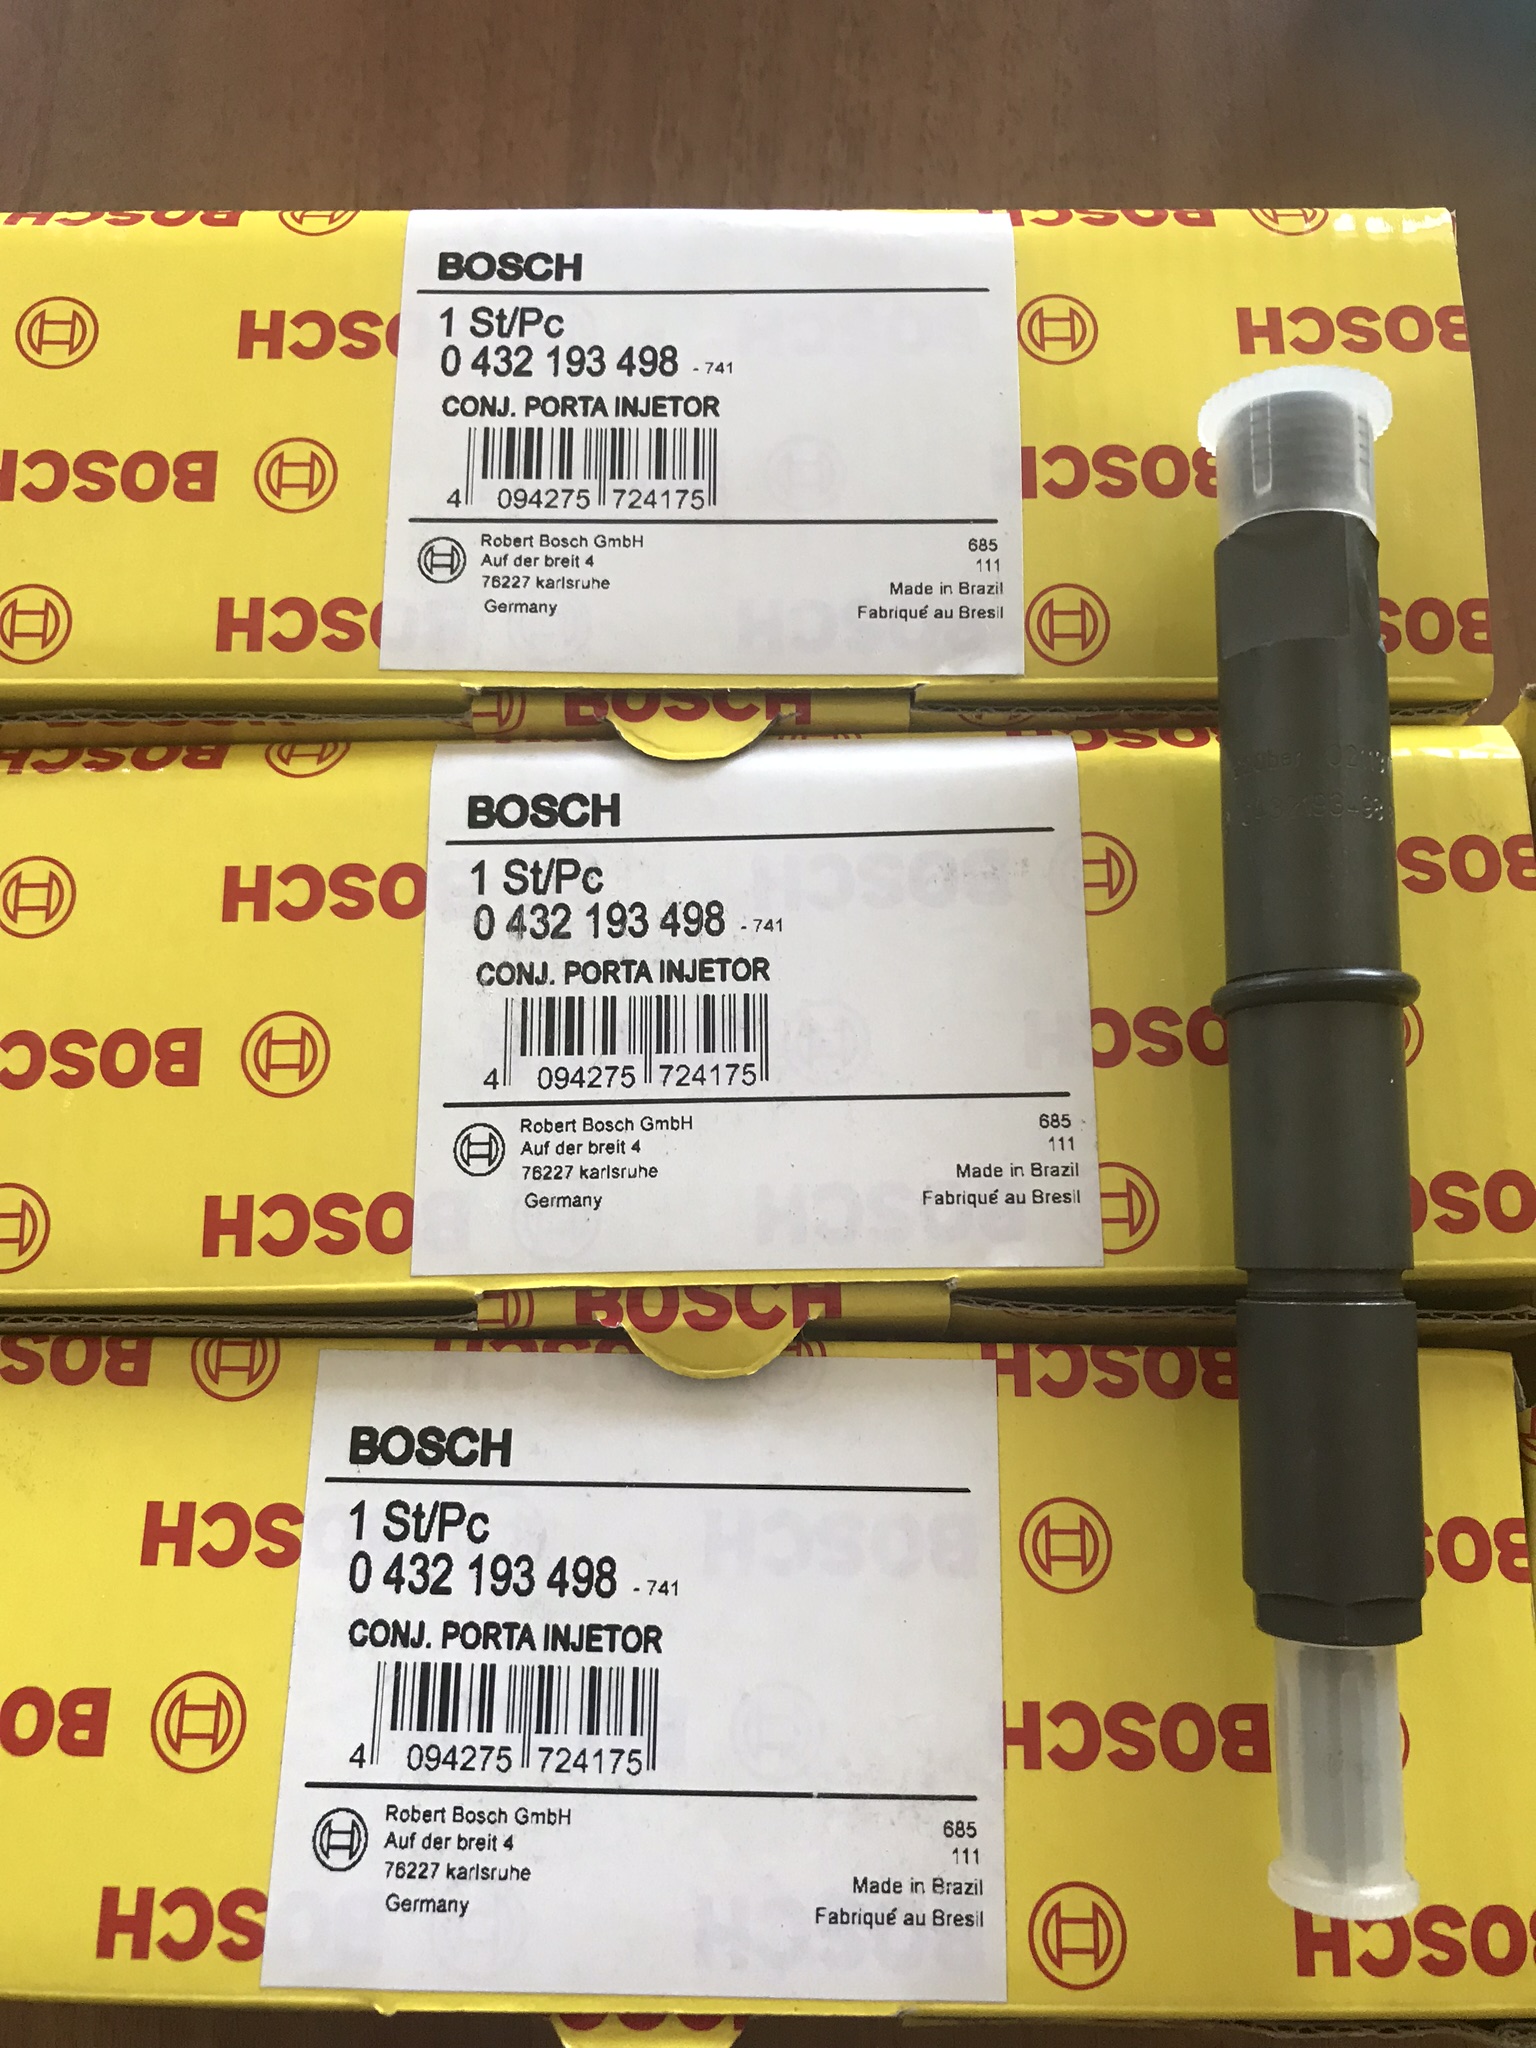 BOSCH
1 St/Pc
0 432 193 498 - 741
CONJ. PORTA INJETOR
4 094275 724175
Robert Bosch GmbH
Auf der breit 4
76227 karlsruhe
Germany
685
111
Made in Brazil
Fabriqué au Bresil
BOSCH
BOSCH
1 St/Pc
0 432 193 498 - 741
CONJ. PORTA INJETOR
4 094275 724175
Robert Bosch GmbH
Auf der breit 4
76227 karlsruhe
Germany
685
111
Made in Brazil
Fabriqué au Bresil
BOSCH
BOSCH
1 St/Pc
0 432 193 498 - 741
CONJ. PORTA INJETOR
4 094275 724175
Robert Bosch GmbH
Auf der breit 4
76227 karlsruhe
Germany
685
111
Made in Brazil
Fabriqué au Bresil